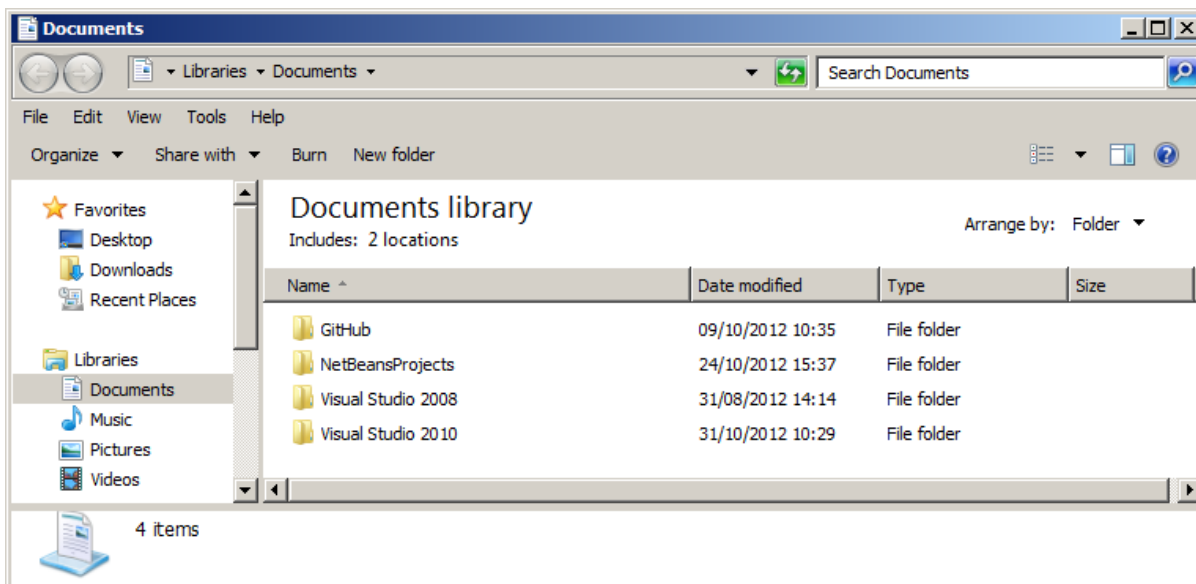 Documents
Libraries Documents
Search Documents
File Edit View Tools Help
Organize Share with Burn New folder
Favorites
Desktop
Downloads
Recent Places
Libraries
Documents
Music
Pictures
Videos
Documents library
Includes: 2 locations
Arrange by: Folder
Name Date modified Type Size
GitHub 09/10/2012 10:35 File folder
NetBeansProjects 24/10/2012 15:37 File folder
Visual Studio 2008 31/08/2012 14:14 File folder
Visual Studio 2010 31/10/2012 10:29 File folder
4 items